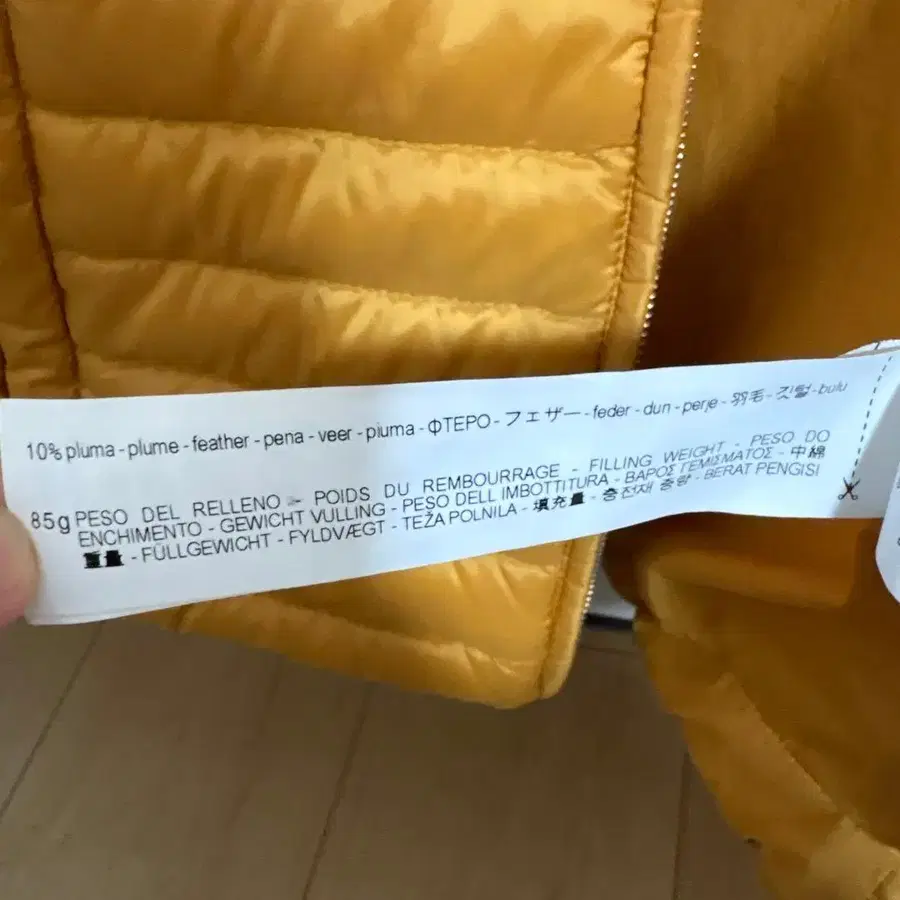 10% pluma - plume - feather - pena - veer - piuma - ΦΤΕΡΟ - フェザー - feder - dun - perje - 羽毛 - 깃털 - bulu
85g PESO DEL RELLENO - POIDS DU REMBOURRAGE - FILLING WEIGHT - PESO DO
ENCHIMENTO - GEWICHT VULLING - PESO DELL IMBOTTITURA - ΒΑΡΟΣ ΓΕΜΙΣΜΑΤΟΣ - 中綿
重量 - FÜLLGEWICHT - FYLDVÆGT - TEŽA POLNILA - 填充量 - 충전재 중량 - BERAT PENGISI